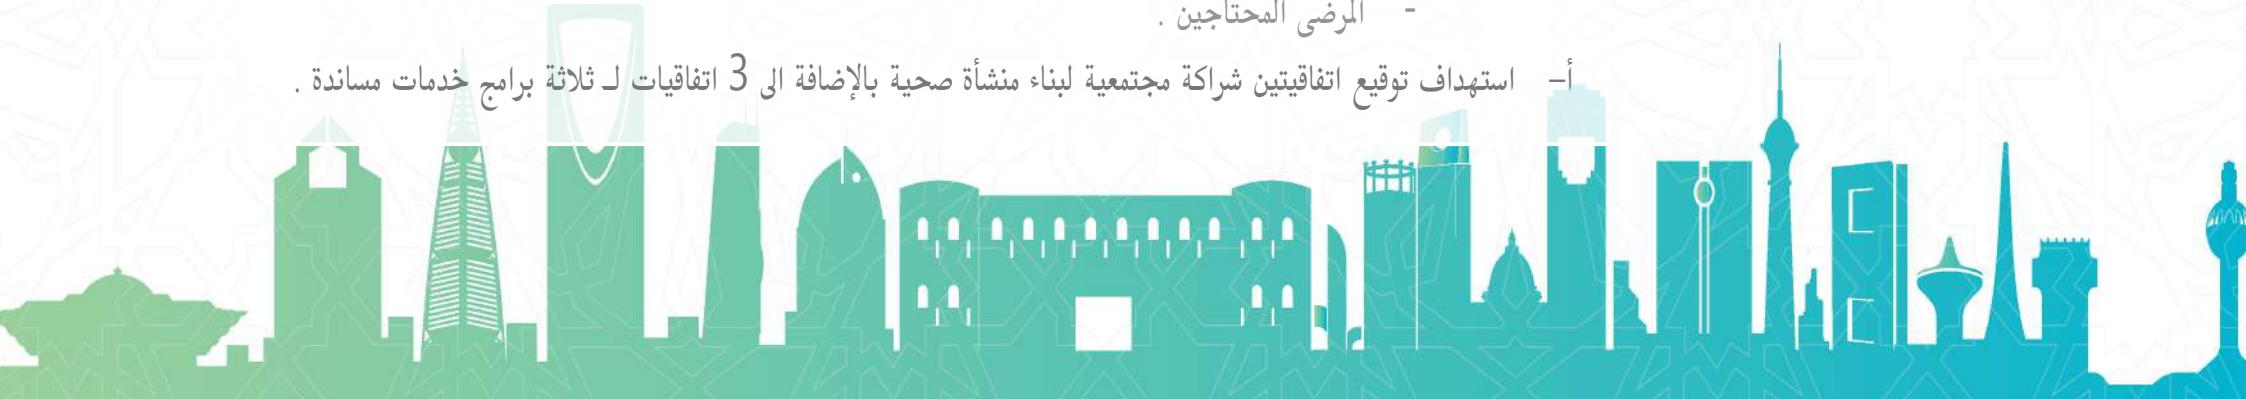 - المرضى المحتاجين .
أ- استهداف توقيع اتفاقيتين شراكة مجتمعية لبناء منشأة صحية بالإضافة الى 3 اتفاقيات لـ ثلاثة برامج خدمات مساندة .